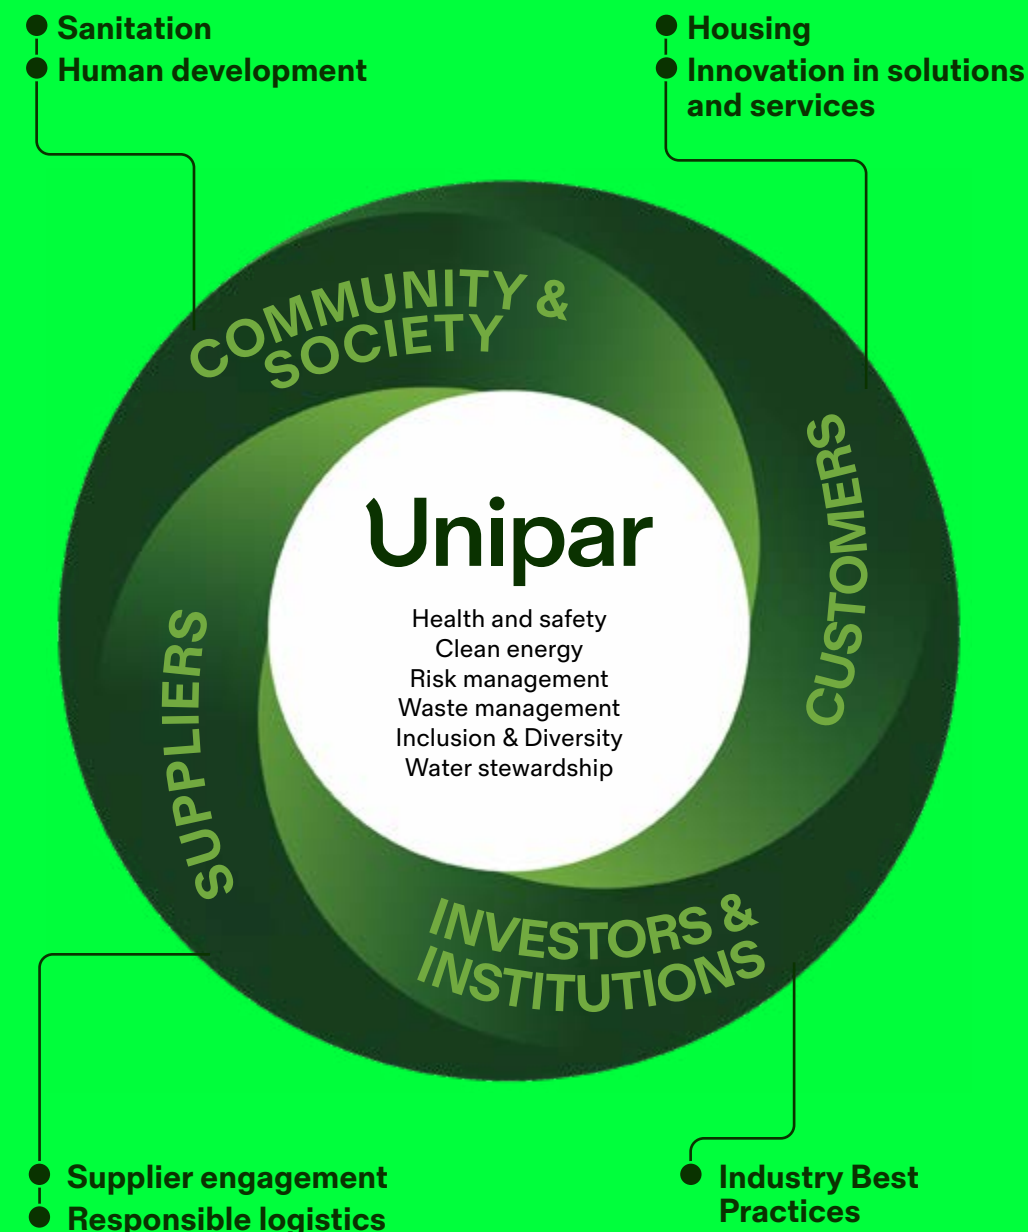 Sanitation
Human development
Housing
Innovation in solutions
and services
COMMUNITY &
SOCIETY
CUSTOMERS
Unipar
Health and safety
Clean energy
Risk management
Waste management
Inclusion & Diversity
Water stewardship
SUPPLIERS
INVESTORS &
INSTITUTIONS
Supplier engagement
Responsible logistics
Industry Best
Practices